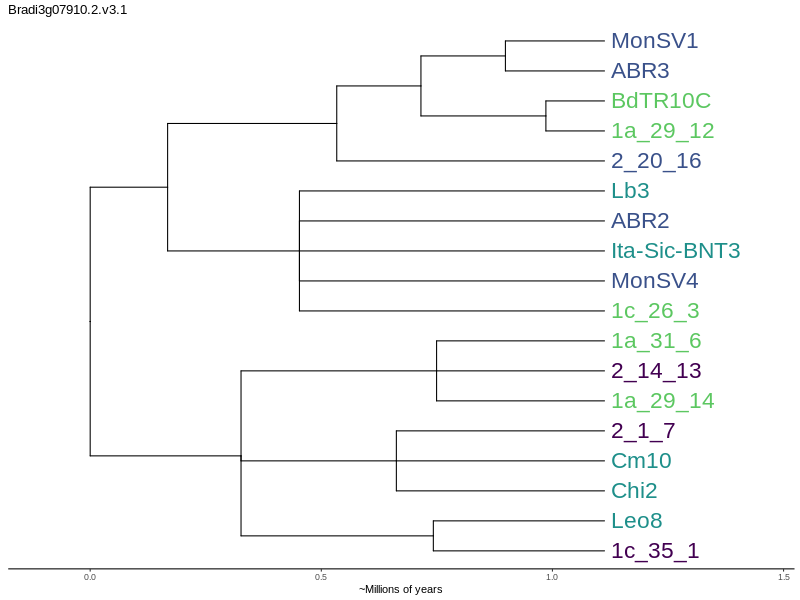 Bradi3g07910.2.v3.1
MonSV1
ABR3
BdTR10C
1a_29_12
2_20_16
Lb3
ABR2
Ita-Sic-BNT3
MonSV4
1c_26_3
1a_31_6
2_14_13
1a_29_14
2_1_7
Cm10
Chi2
Leo8
1c_35_1
0.0 0.5 1.0 1.5
~Millions of years